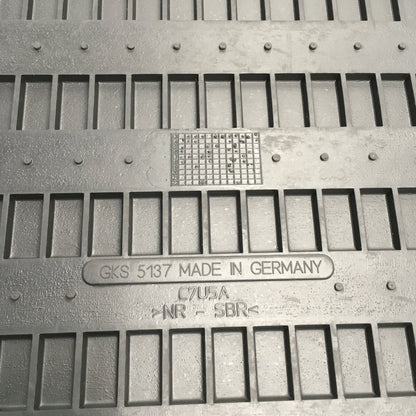 GKS 5137 MADE IN GERMANY
C7U5A
>NR - SBR<